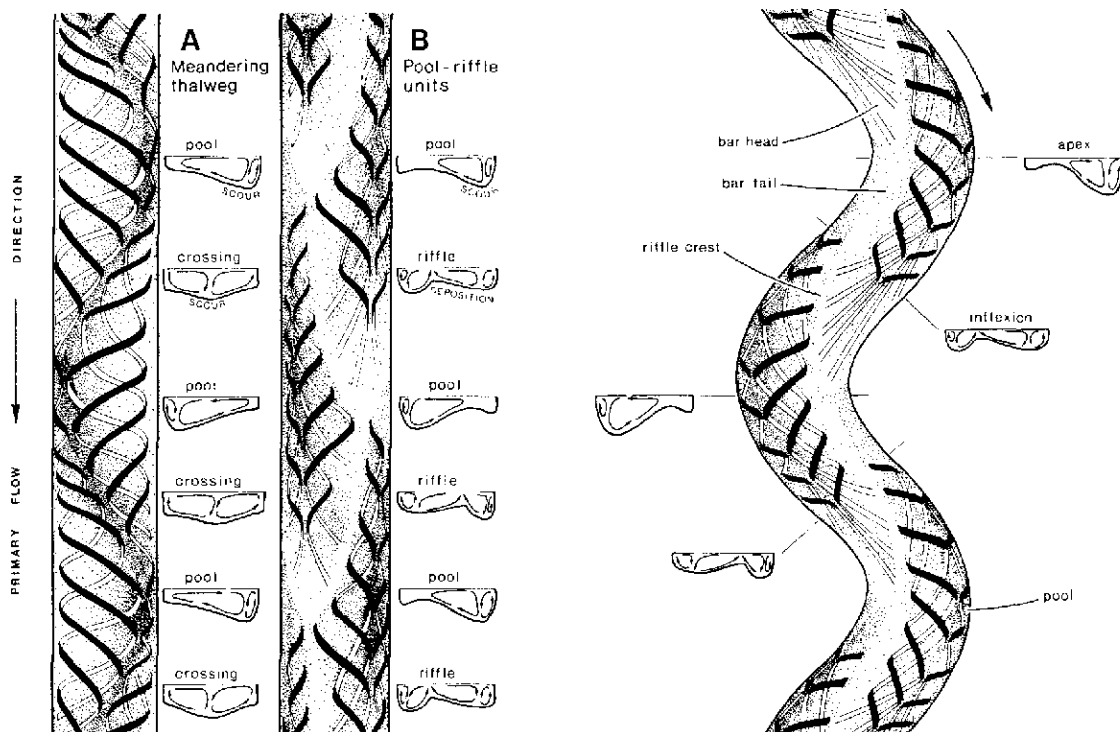 A
Meandering
thalweg
pool
SCOUR
crossing
SCOUR
pool
crossing
pool
crossing
B
Pool-riffle
units
pool
SCOUR
riffle
DEPOSITION
pool
riffle
pool
riffle
PRIMARY FLOW DIRECTION
bar head
bar tail
riffle crest
apex
inflexion
pool